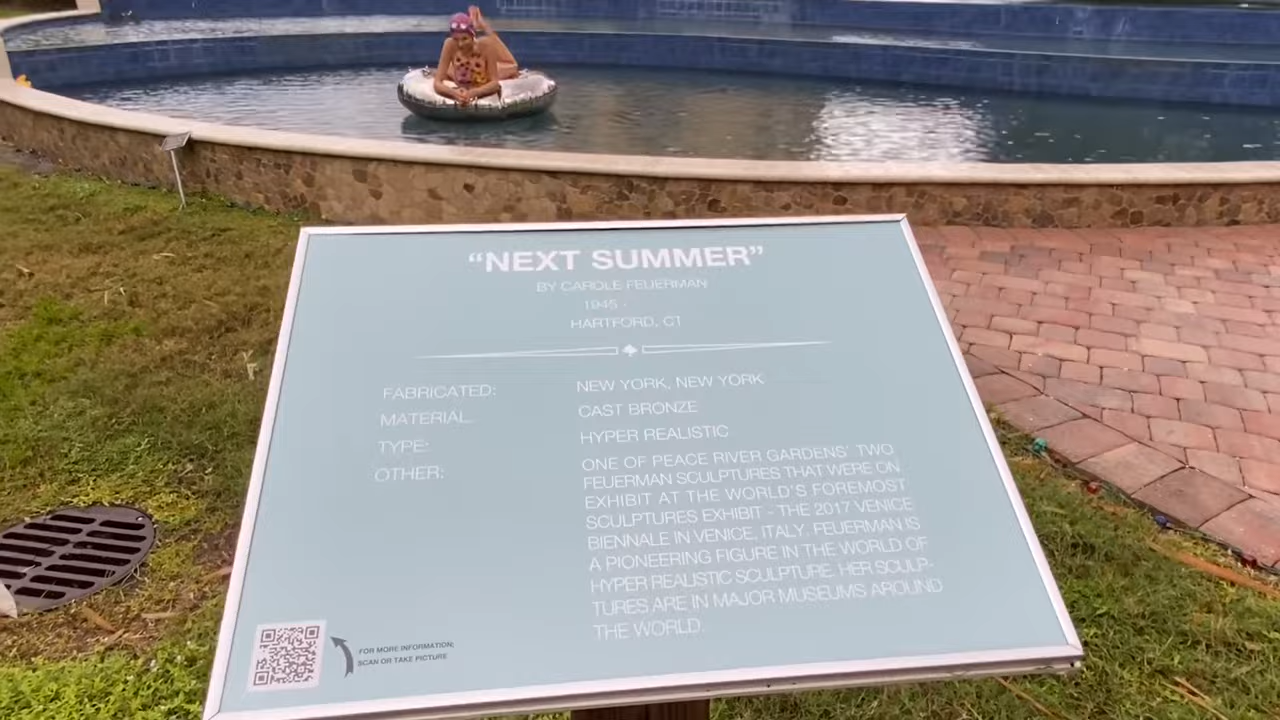 “NEXT SUMMER”
BY CAROLE FEUERMAN
1945 -
HARTFORD, CT
FABRICATED: NEW YORK, NEW YORK
MATERIAL: CAST BRONZE
TYPE: HYPER REALISTIC
OTHER: ONE OF PEACE RIVER GARDENS' TWO
FEUERMAN SCULPTURES THAT WERE ON
EXHIBIT AT THE WORLD'S FOREMOST
SCULPTURES EXHIBIT - THE 2017 VENICE
BIENNALE IN VENICE, ITALY. FEUERMAN IS
A PIONEERING FIGURE IN THE WORLD OF
HYPER REALISTIC SCULPTURE. HER SCULP-
TURES ARE IN MAJOR MUSEUMS AROUND
THE WORLD.
FOR MORE INFORMATION;
SCAN OR TAKE PICTURE